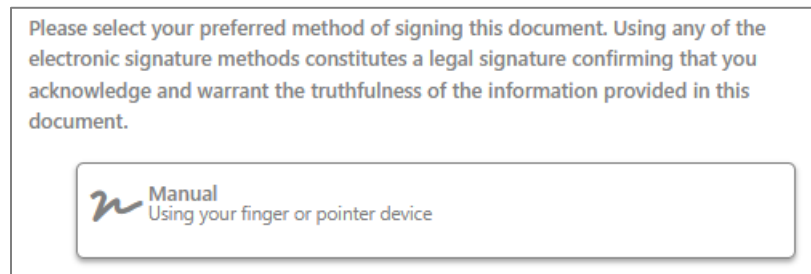 Please select your preferred method of signing this document. Using any of the
electronic signature methods constitutes a legal signature confirming that you
acknowledge and warrant the truthfulness of the information provided in this
document.
Manual
Using your finger or pointer device